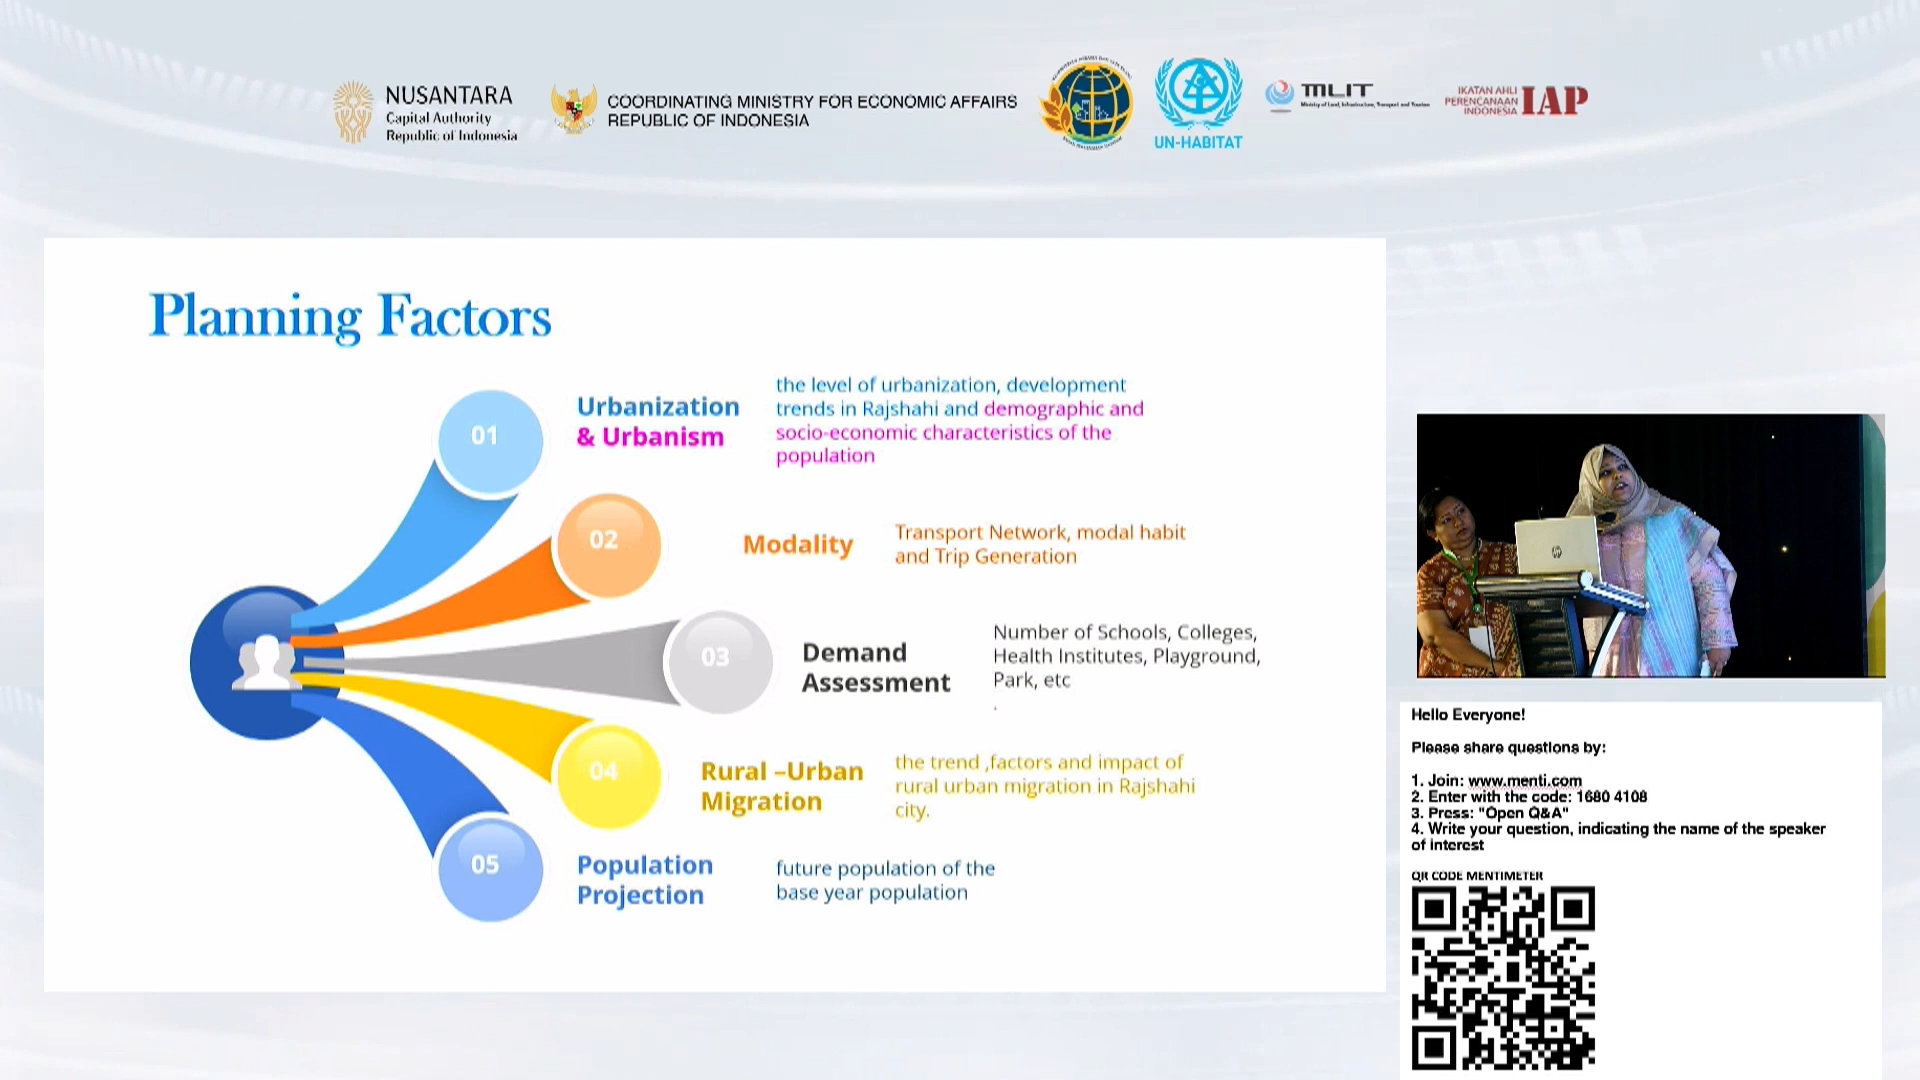 NUSANTARA
Capital Authority
Republic of Indonesia
COORDINATING MINISTRY FOR ECONOMIC AFFAIRS
REPUBLIC OF INDONESIA
UN-HABITAT
MLIT
Ministry of Land, Infrastructure, Transport and Tourism
IKATAN AHLI
PERENCANAAN
INDONESIA
IAP
Planning Factors
01
Urbanization
& Urbanism
the level of urbanization, development
trends in Rajshahi and demographic and
socio-economic characteristics of the
population
02
Modality
Transport Network, modal habit
and Trip Generation
03
Demand
Assessment
Number of Schools, Colleges,
Health Institutes, Playground,
Park, etc
.
04
Rural –Urban
Migration
the trend ,factors and impact of
rural urban migration in Rajshahi
city.
05
Population
Projection
future population of the
base year population
hp
Hello Everyone!
Please share questions by:
1. Join: www.menti.com
2. Enter with the code: 1680 4108
3. Press: "Open Q&A"
4. Write your question, indicating the name of the speaker
of interest
QR CODE MENTIMETER